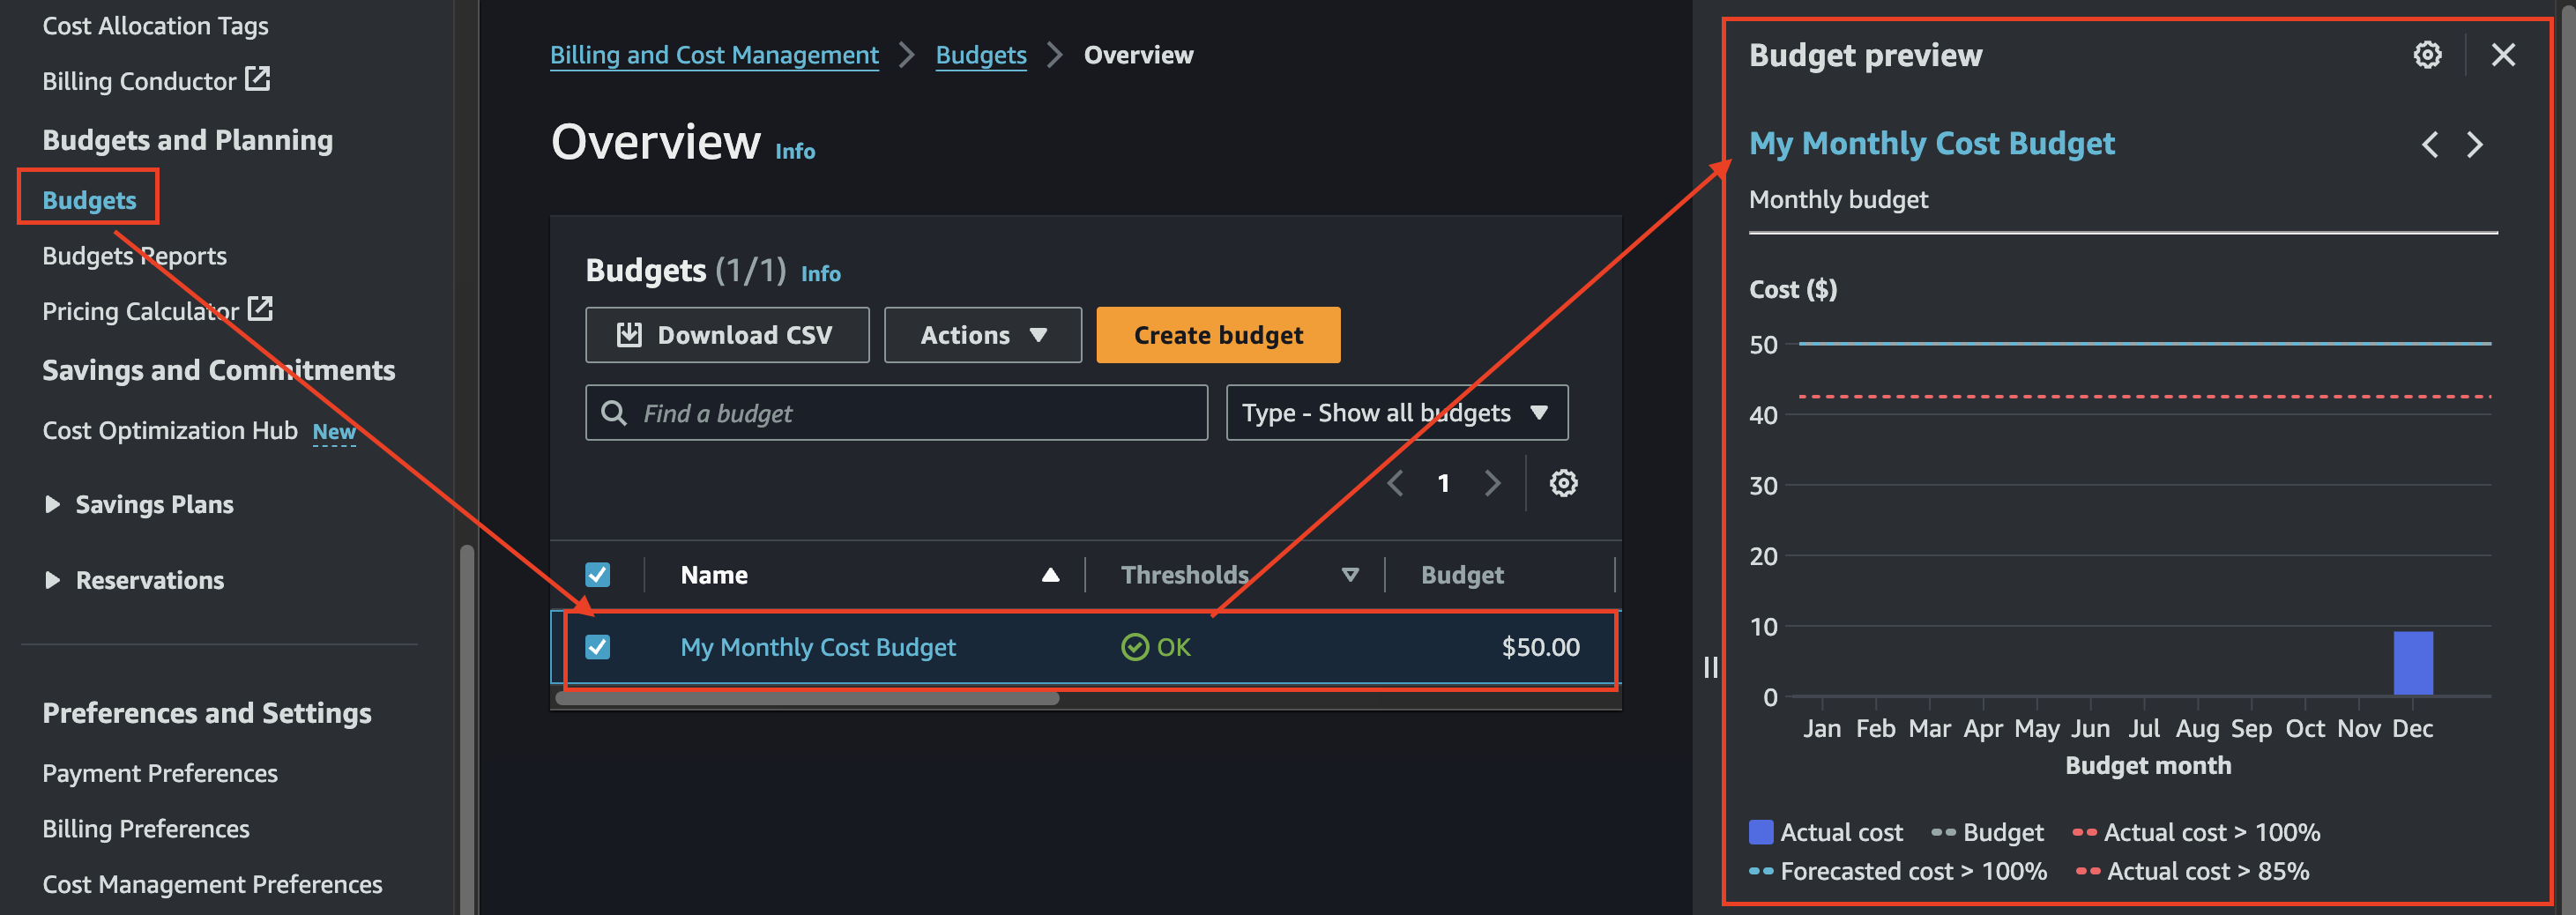 Cost Allocation Tags
Billing Conductor
Budgets and Planning
Budgets
Budgets Reports
Pricing Calculator
Savings and Commitments
Cost Optimization Hub New
Savings Plans
Reservations
Preferences and Settings
Payment Preferences
Billing Preferences
Cost Management Preferences
Billing and Cost Management Budgets Overview
Overview Info
Budgets (1/1) Info
Download CSV Actions Create budget
Find a budget Type - Show all budgets
1
Name Thresholds Budget
My Monthly Cost Budget OK $50.00
Budget preview
My Monthly Cost Budget
Monthly budget
Cost ($)
50
40
30
20
10
0
Jan Feb Mar Apr May Jun Jul Aug Sep Oct Nov Dec
Budget month
Actual cost Budget Actual cost > 100%
Forecasted cost > 100% Actual cost > 85%